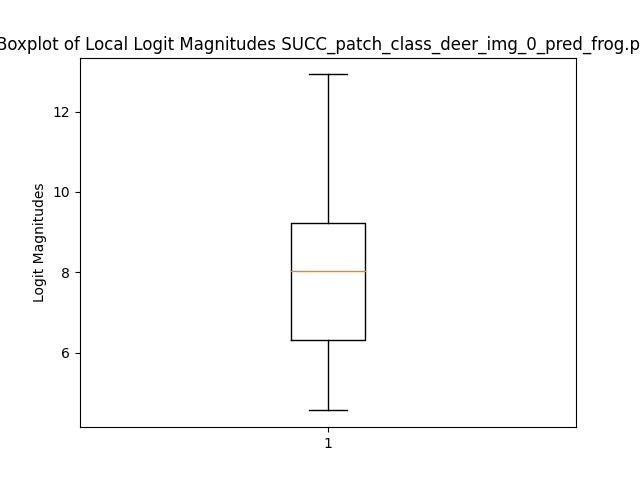 Boxplot of Local Logit Magnitudes SUCC_patch_class_deer_img_0_pred_frog.p
Logit Magnitudes
12
10
8
6
1